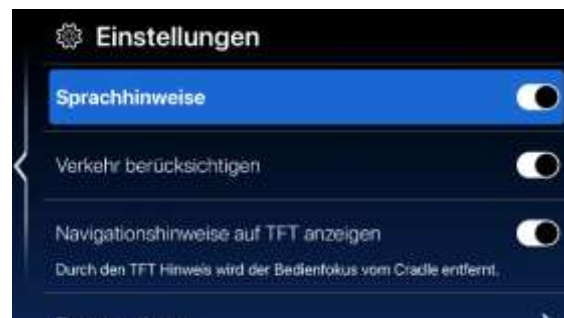 Einstellungen
Sprachhinweise
Verkehr berücksichtigen
Navigationshinweise auf TFT anzeigen
Durch den TFT Hinweis wird der Bedienfokus vom Cradle entfernt.